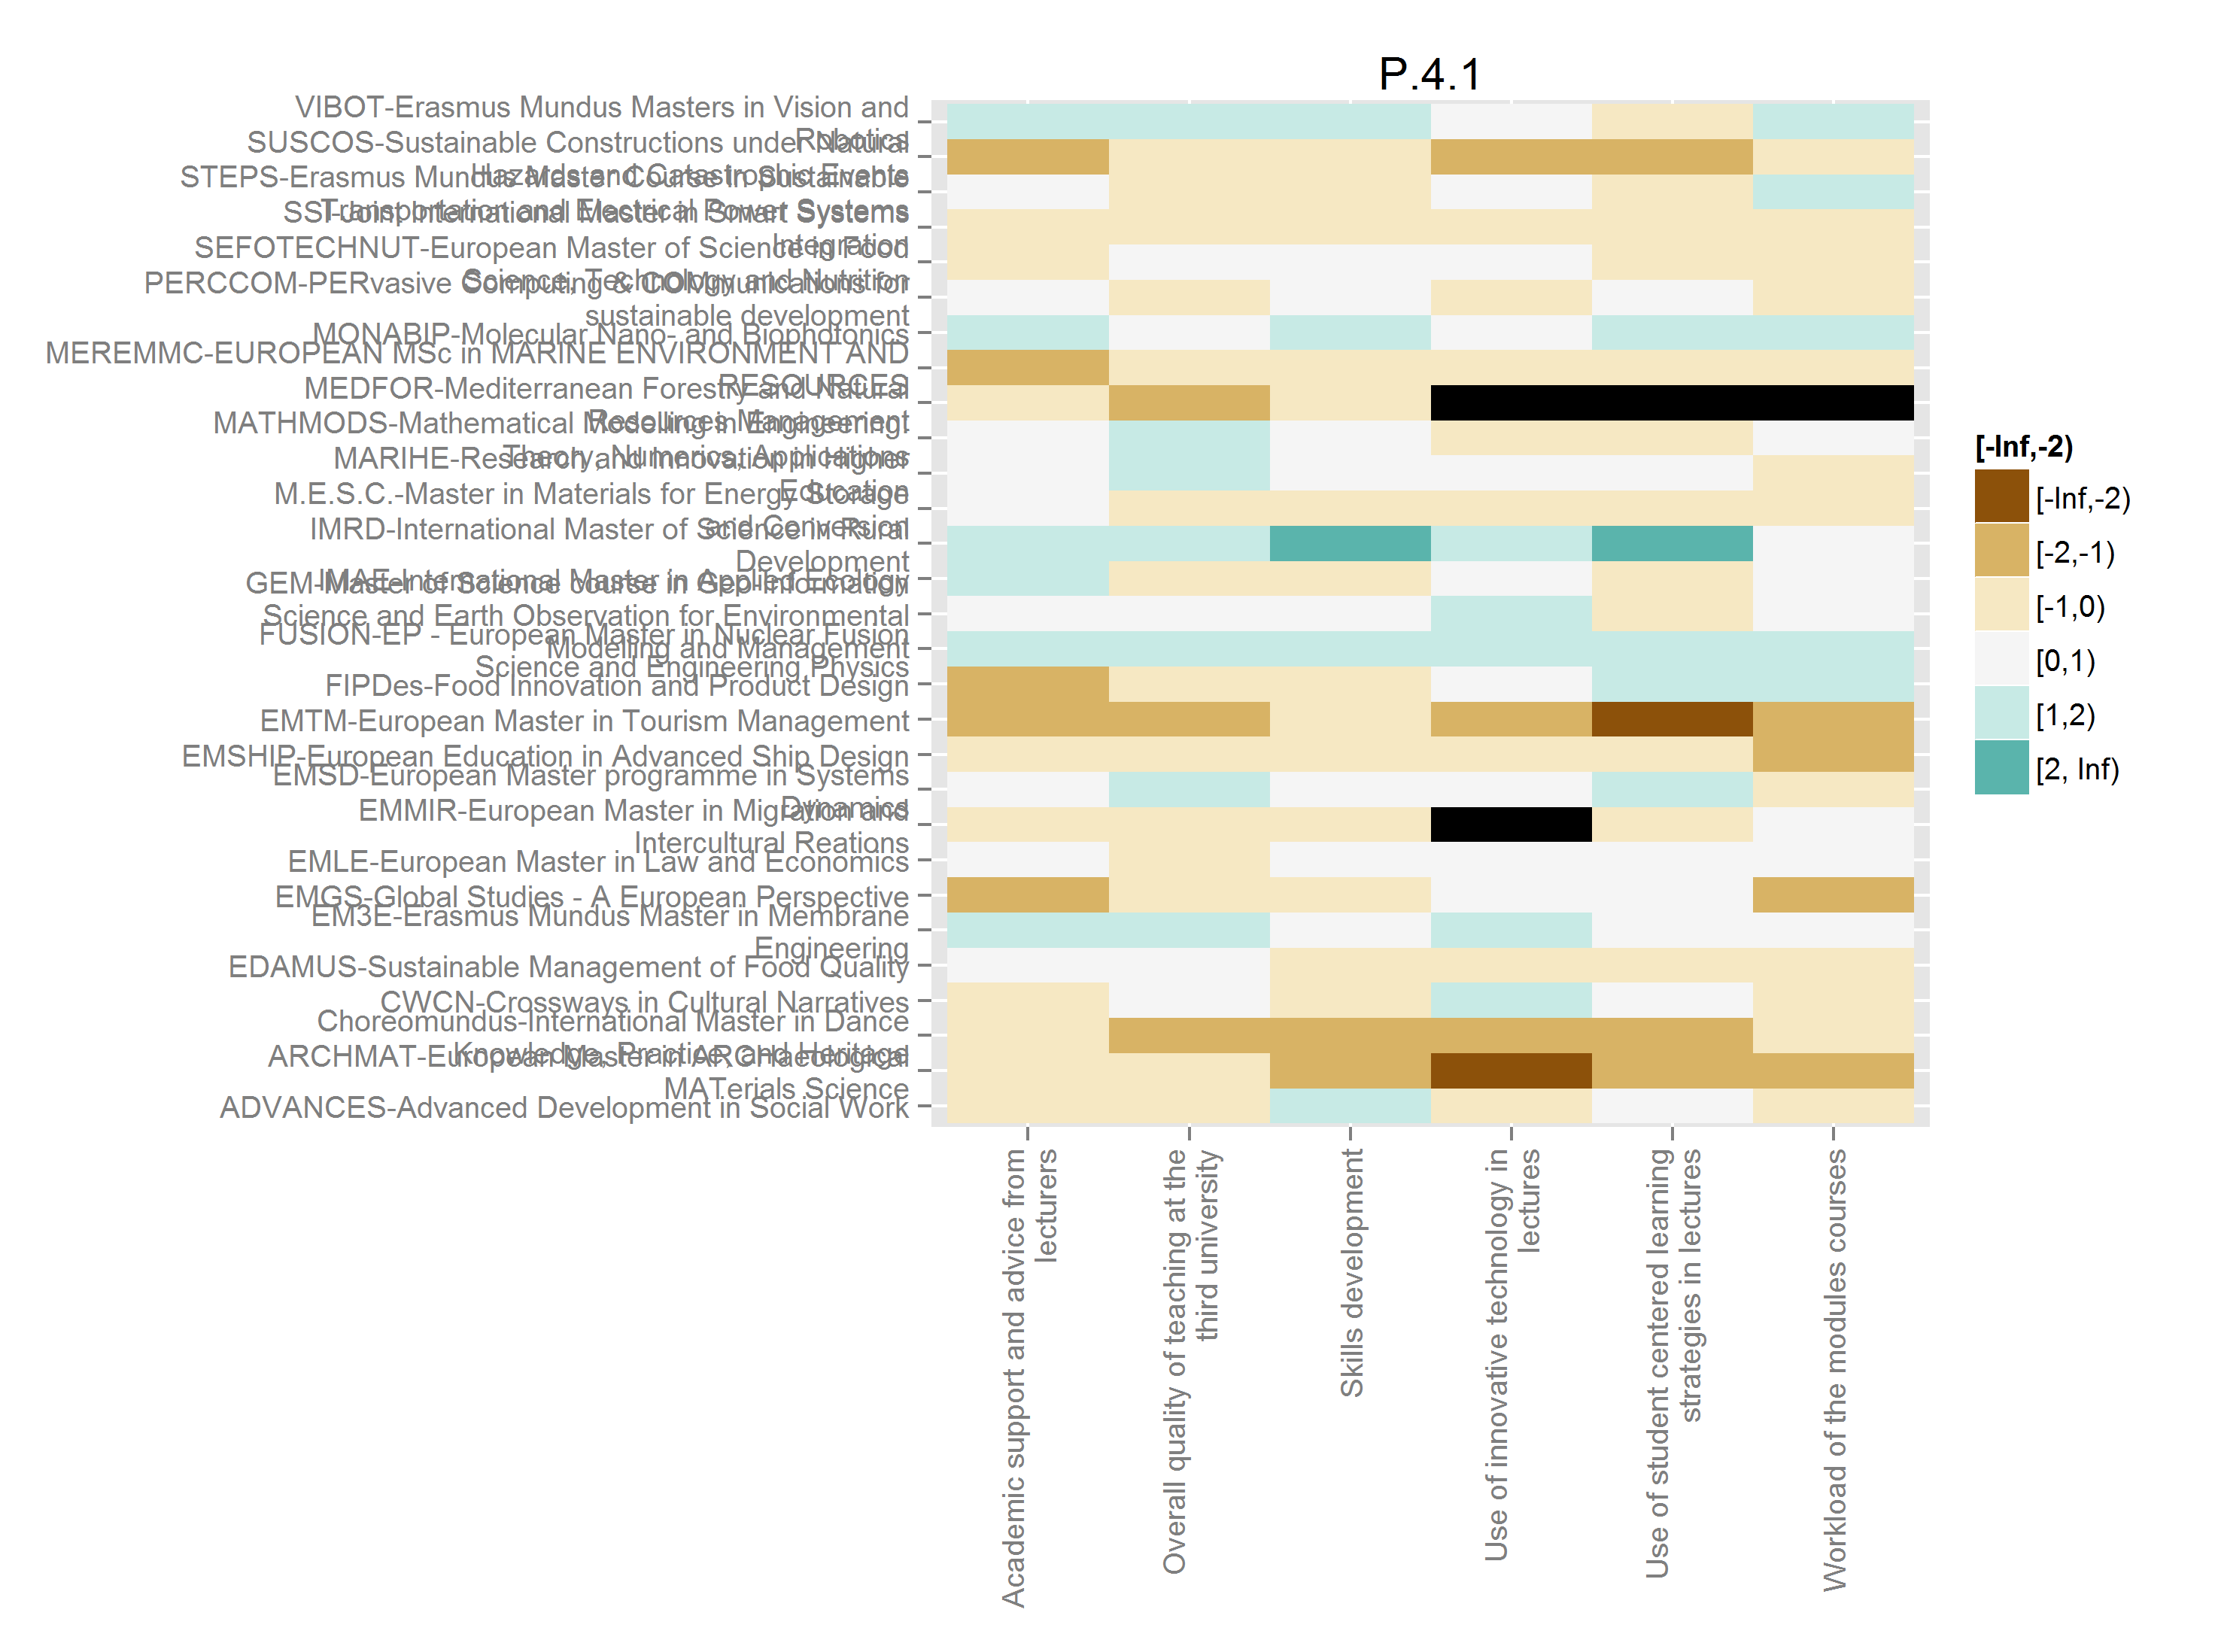 P.4.1
VIBOT-Erasmus Mundus Masters in Vision and
Robotics
SUSCOS-Sustainable Constructions under Natural
Hazards and Catastrophic Events
STEPS-Erasmus Mundus Master Course in Sustainable
Transportation and Electrical Power Systems
SSI-Joint International Master in Smart Systems
Integration
SEFOTECHNUT-European Master of Science in Food
Science, Technology and Nutrition
PERCCOM-PERvasive Computing & COMmunications for
sustainable development
MONABIP-Molecular Nano- and Biophotonics
MEREMMC-EUROPEAN MSc in MARINE ENVIRONMENT AND
RESOURCES
MEDFOR-Mediterranean Forestry and Natural
Resources Management
MATHMODS-Mathematical Modelling in Engineering:
Theory, Numerics, Applications
MARIHE-Research and Innovation in Higher
Education
M.E.S.C.-Master in Materials for Energy Storage
and Conversion
IMRD-International Master of Science in Rural
Development
IMAE-International Master in Applied Ecology
GEM-Master of Science course in Geo-Information
Science and Earth Observation for Environmental
Modelling and Management
FUSION-EP - European Master in Nuclear Fusion
Science and Engineering Physics
FIPDes-Food Innovation and Product Design
EMTM-European Master in Tourism Management
EMSHIP-European Education in Advanced Ship Design
EMSD-European Master programme in Systems
Dynamics
EMMIR-European Master in Migration and
Intercultural Reations
EMLE-European Master in Law and Economics
EMGS-Global Studies - A European Perspective
EM3E-Erasmus Mundus Master in Membrane
Engineering
EDAMUS-Sustainable Management of Food Quality
CWCN-Crossways in Cultural Narratives
Choreomundus-International Master in Dance
Knowledge, Practice, and Heritage
ARCHMAT-European Master in ARCHaeological
MATerials Science
ADVANCES-Advanced Development in Social Work
Academic support and advice from
lecturers
Overall quality of teaching at the
third university
Skills development
Use of innovative technology in
lectures
Use of student centered learning
strategies in lectures
Workload of the modules courses
[-Inf,-2)
[-Inf,-2)
[-2,-1)
[-1,0)
[0,1)
[1,2)
[2, Inf)